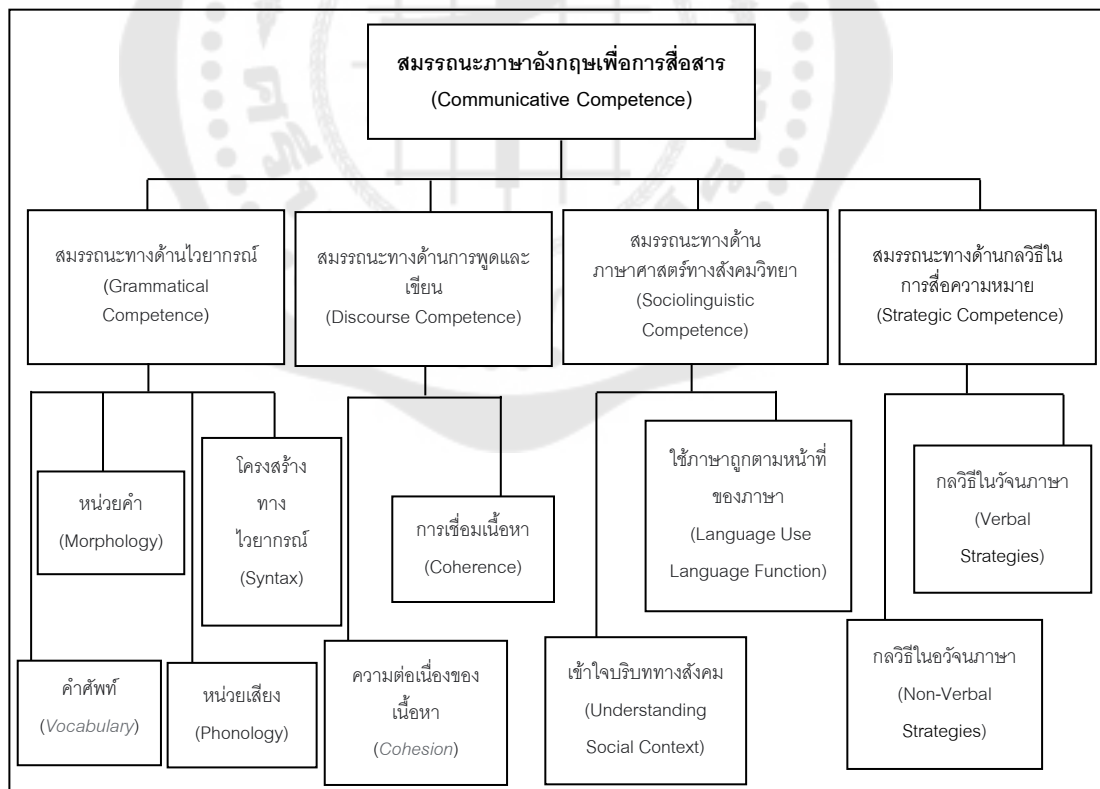 สมรรถนะภาษาอังกฤษเพื่อการสื่อสาร
(Communicative Competence)
สมรรถนะทางด้านไวยากรณ์
(Grammatical
Competence)
สมรรถนะทางด้านการพูดและ
เขียน
(Discourse Competence)
สมรรถนะทางด้าน
ภาษาศาสตร์ทางสังคมวิทยา
(Sociolinguistic
Competence)
สมรรถนะทางด้านกลวิธีใน
การสื่อความหมาย
(Strategic Competence)
หน่วยคำ
(Morphology)
โครงสร้าง
ทาง
ไวยากรณ์
(Syntax)
การเชื่อมเนื้อหา
(Coherence)
ใช้ภาษาถูกตามหน้าที่
ของภาษา
(Language Use
Language Function)
กลวิธีในวัจนภาษา
(Verbal
Strategies)
คำศัพท์
(Vocabulary)
หน่วยเสียง
(Phonology)
ความต่อเนื่องของ
เนื้อหา
(Cohesion)
เข้าใจบริบททางสังคม
(Understanding
Social Context)
กลวิธีในอวัจนภาษา
(Non-Verbal
Strategies)